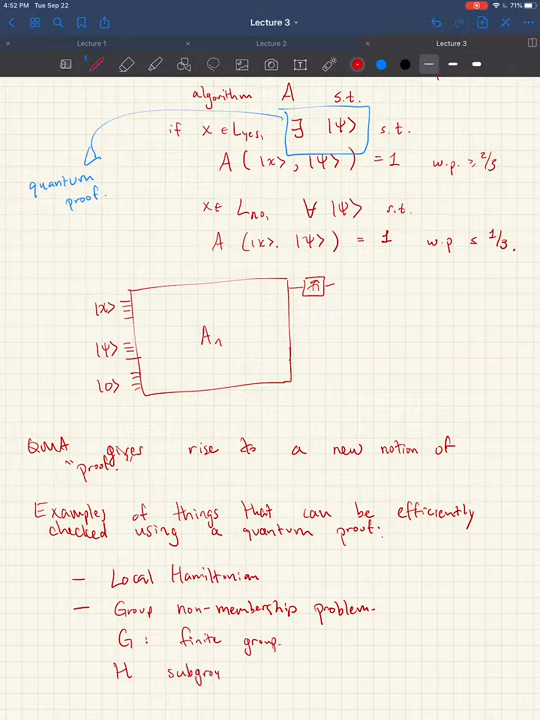 4:52 PM Tue Sep 22
71%
Lecture 3
Lecture 1
Lecture 2
Lecture 3
algorithm A s.t.
if x ∈ Lyes, ∃ |ψ> s.t.
A ( |x>, |ψ> ) = 1 w.p. ≥ 2/3
quantum
proof.
x ∈ Lno, ∀ |ψ> s.t.
A ( |x>, |ψ> ) = 1 w.p ≤ 1/3.
|x>
An
|ψ>
|0>
QMA gives rise to a new notion of
"proof."
Examples of things that can be efficiently
checked using a quantum proof:
- Local Hamiltonian
- Group non-membership problem.
G: finite group.
H subgroy